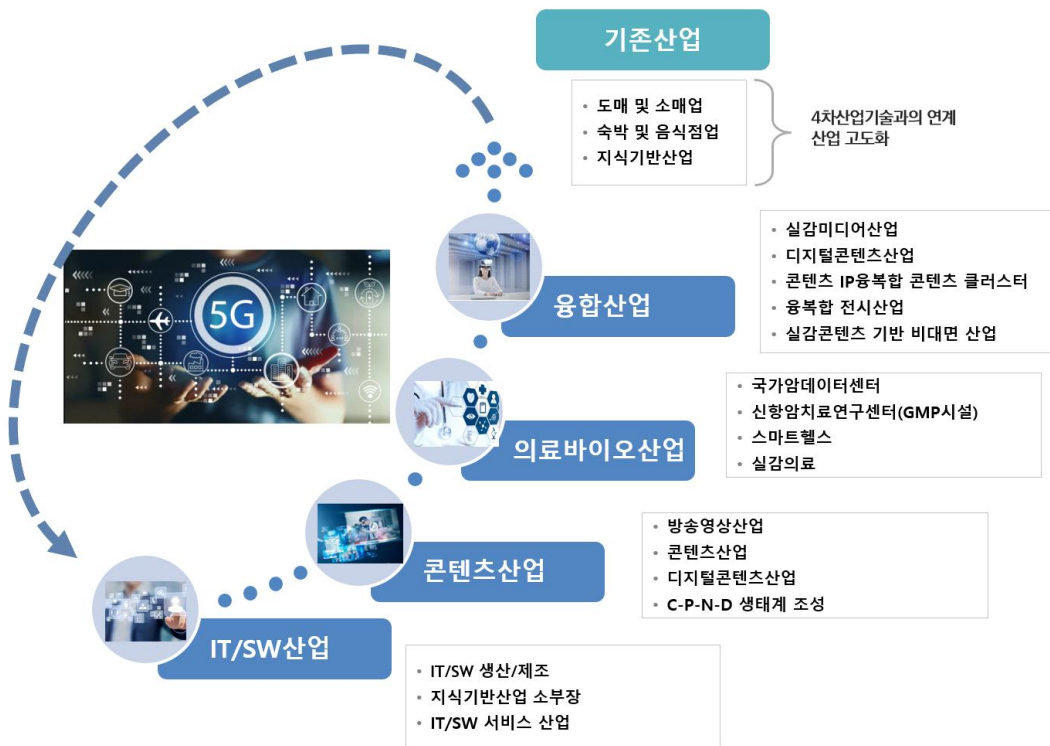 기존산업
• 도매 및 소매업
• 숙박 및 음식점업
• 지식기반산업
4차산업기술과의 연계
산업 고도화
5G
융합산업
• 실감미디어산업
• 디지털콘텐츠산업
• 콘텐츠 IP융복합 콘텐츠 클러스터
• 융복합 전시산업
• 실감콘텐츠 기반 비대면 산업
의료바이오산업
• 국가암데이터센터
• 신항암치료연구센터(GMP시설)
• 스마트헬스
• 실감의료
콘텐츠산업
• 방송영상산업
• 콘텐츠산업
• 디지털콘텐츠산업
• C-P-N-D 생태계 조성
IT/SW산업
• IT/SW 생산/제조
• 지식기반산업 소부장
• IT/SW 서비스 산업